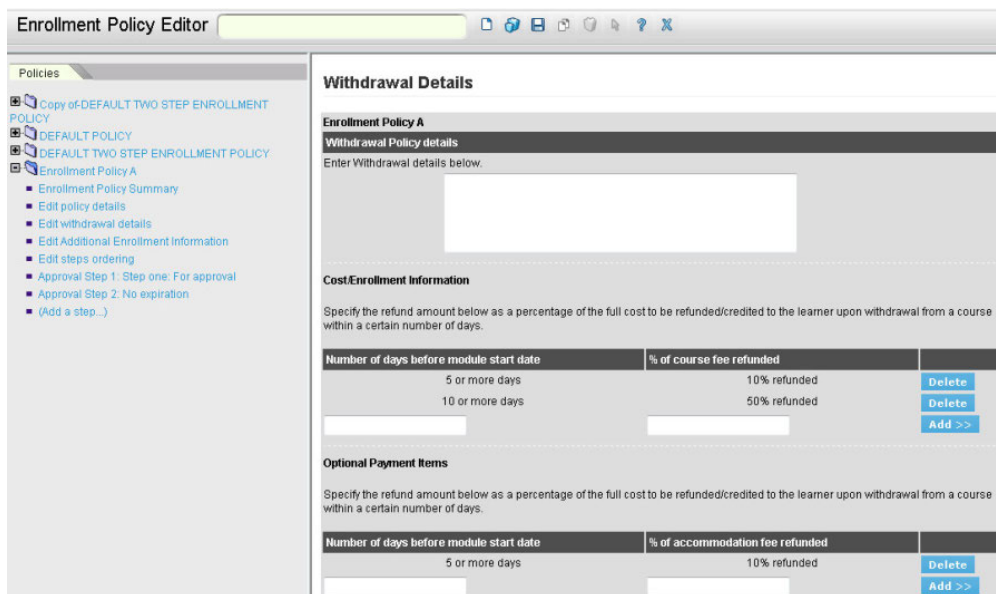 Enrollment Policy Editor
Policies
Copy of-DEFAULT TWO STEP ENROLLMENT
POLICY
DEFAULT POLICY
DEFAULT TWO STEP ENROLLMENT POLICY
Enrollment Policy A
Enrollment Policy Summary
Edit policy details
Edit withdrawal details
Edit Additional Enrollment Information
Edit steps ordering
Approval Step 1: Step one: For approval
Approval Step 2: No expiration
(Add a step...)
Withdrawal Details
Enrollment Policy A
Withdrawal Policy details
Enter Withdrawal details below.
Cost/Enrollment Information
Specify the refund amount below as a percentage of the full cost to be refunded/credited to the learner upon withdrawal from a course
within a certain number of days.
Number of days before module start date % of course fee refunded
5 or more days 10% refunded Delete
10 or more days 50% refunded Delete
Add >>
Optional Payment Items
Specify the refund amount below as a percentage of the full cost to be refunded/credited to the learner upon withdrawal from a course
within a certain number of days.
Number of days before module start date % of accommodation fee refunded
5 or more days 10% refunded Delete
Add >>